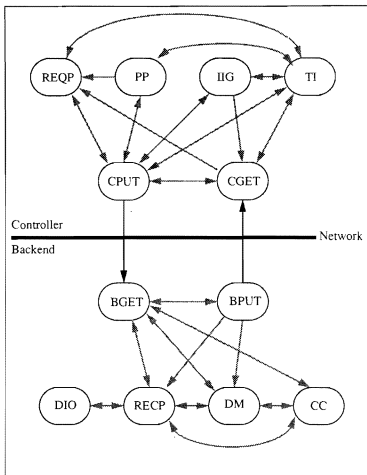 REQP PP IIG TI
CPUT CGET
Controller
Network
Backend
BGET BPUT
DIO RECP DM CC